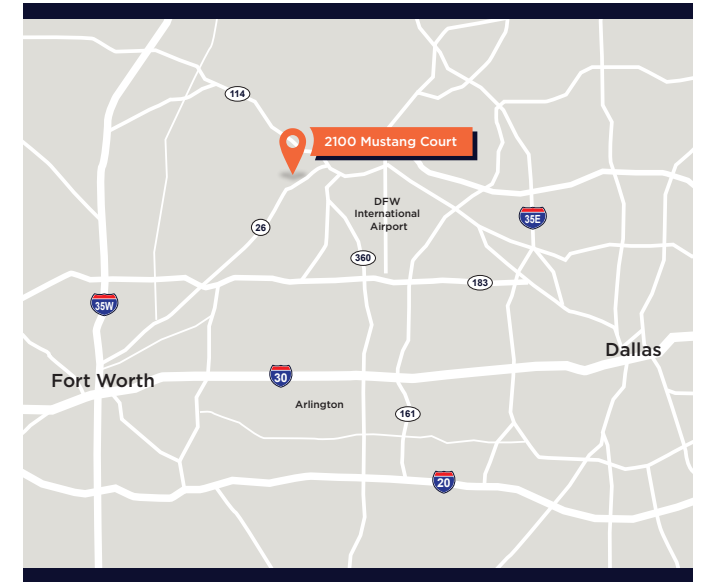 114
2100 Mustang Court
DFW
International
Airport
35E
26
360
183
35W
Dallas
30
Fort Worth
Arlington
161
20